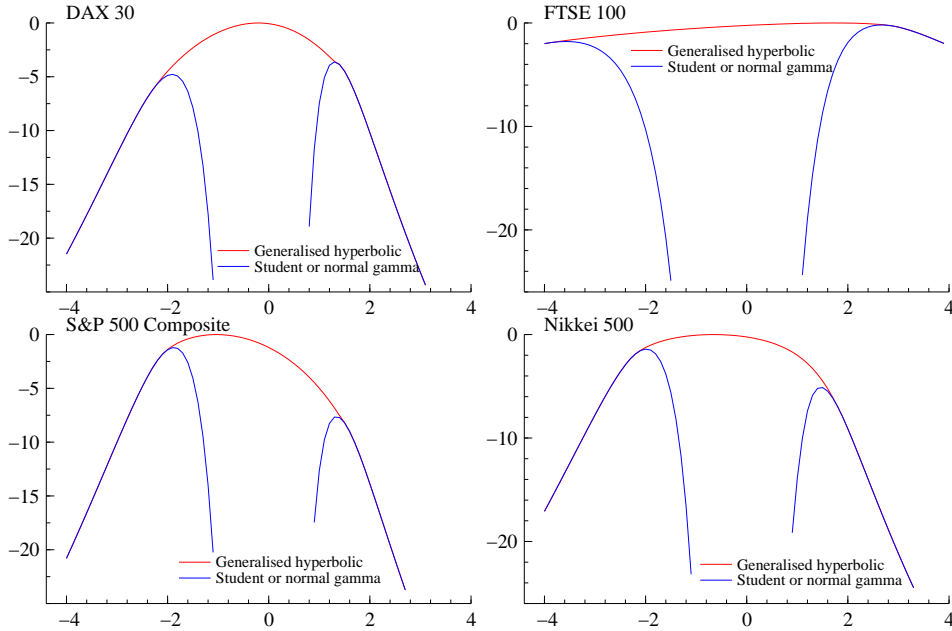 DAX 30
0
−5
−10
−15
−20
Generalised hyperbolic
Student or normal gamma
−4 −2 0 2 4
FTSE 100
0
−10
−20
Generalised hyperbolic
Student or normal gamma
−4 −2 0 2 4
S&P 500 Composite
0
−5
−10
−15
−20
Generalised hyperbolic
Student or normal gamma
−4 −2 0 2 4
Nikkei 500
0
−10
−20
Generalised hyperbolic
Student or normal gamma
−4 −2 0 2 4